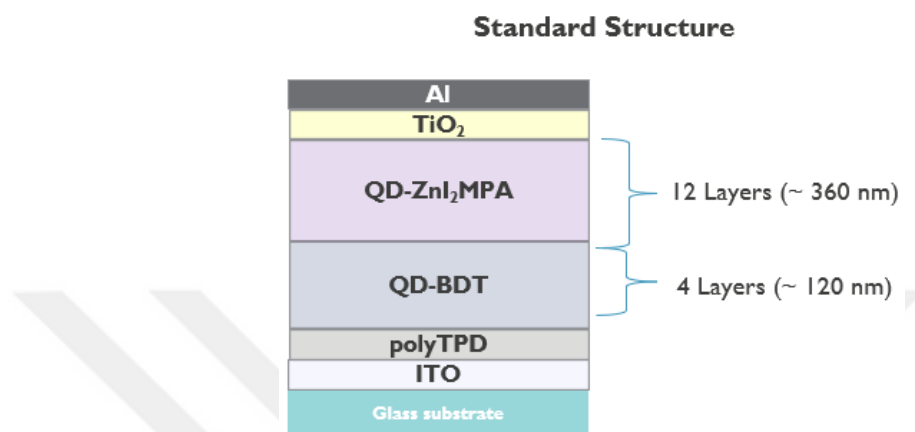 Standard Structure
Al
TiO₂
QD-ZnI₂MPA
12 Layers (~ 360 nm)
QD-BDT
4 Layers (~ 120 nm)
polyTPD
ITO
Glass substrate